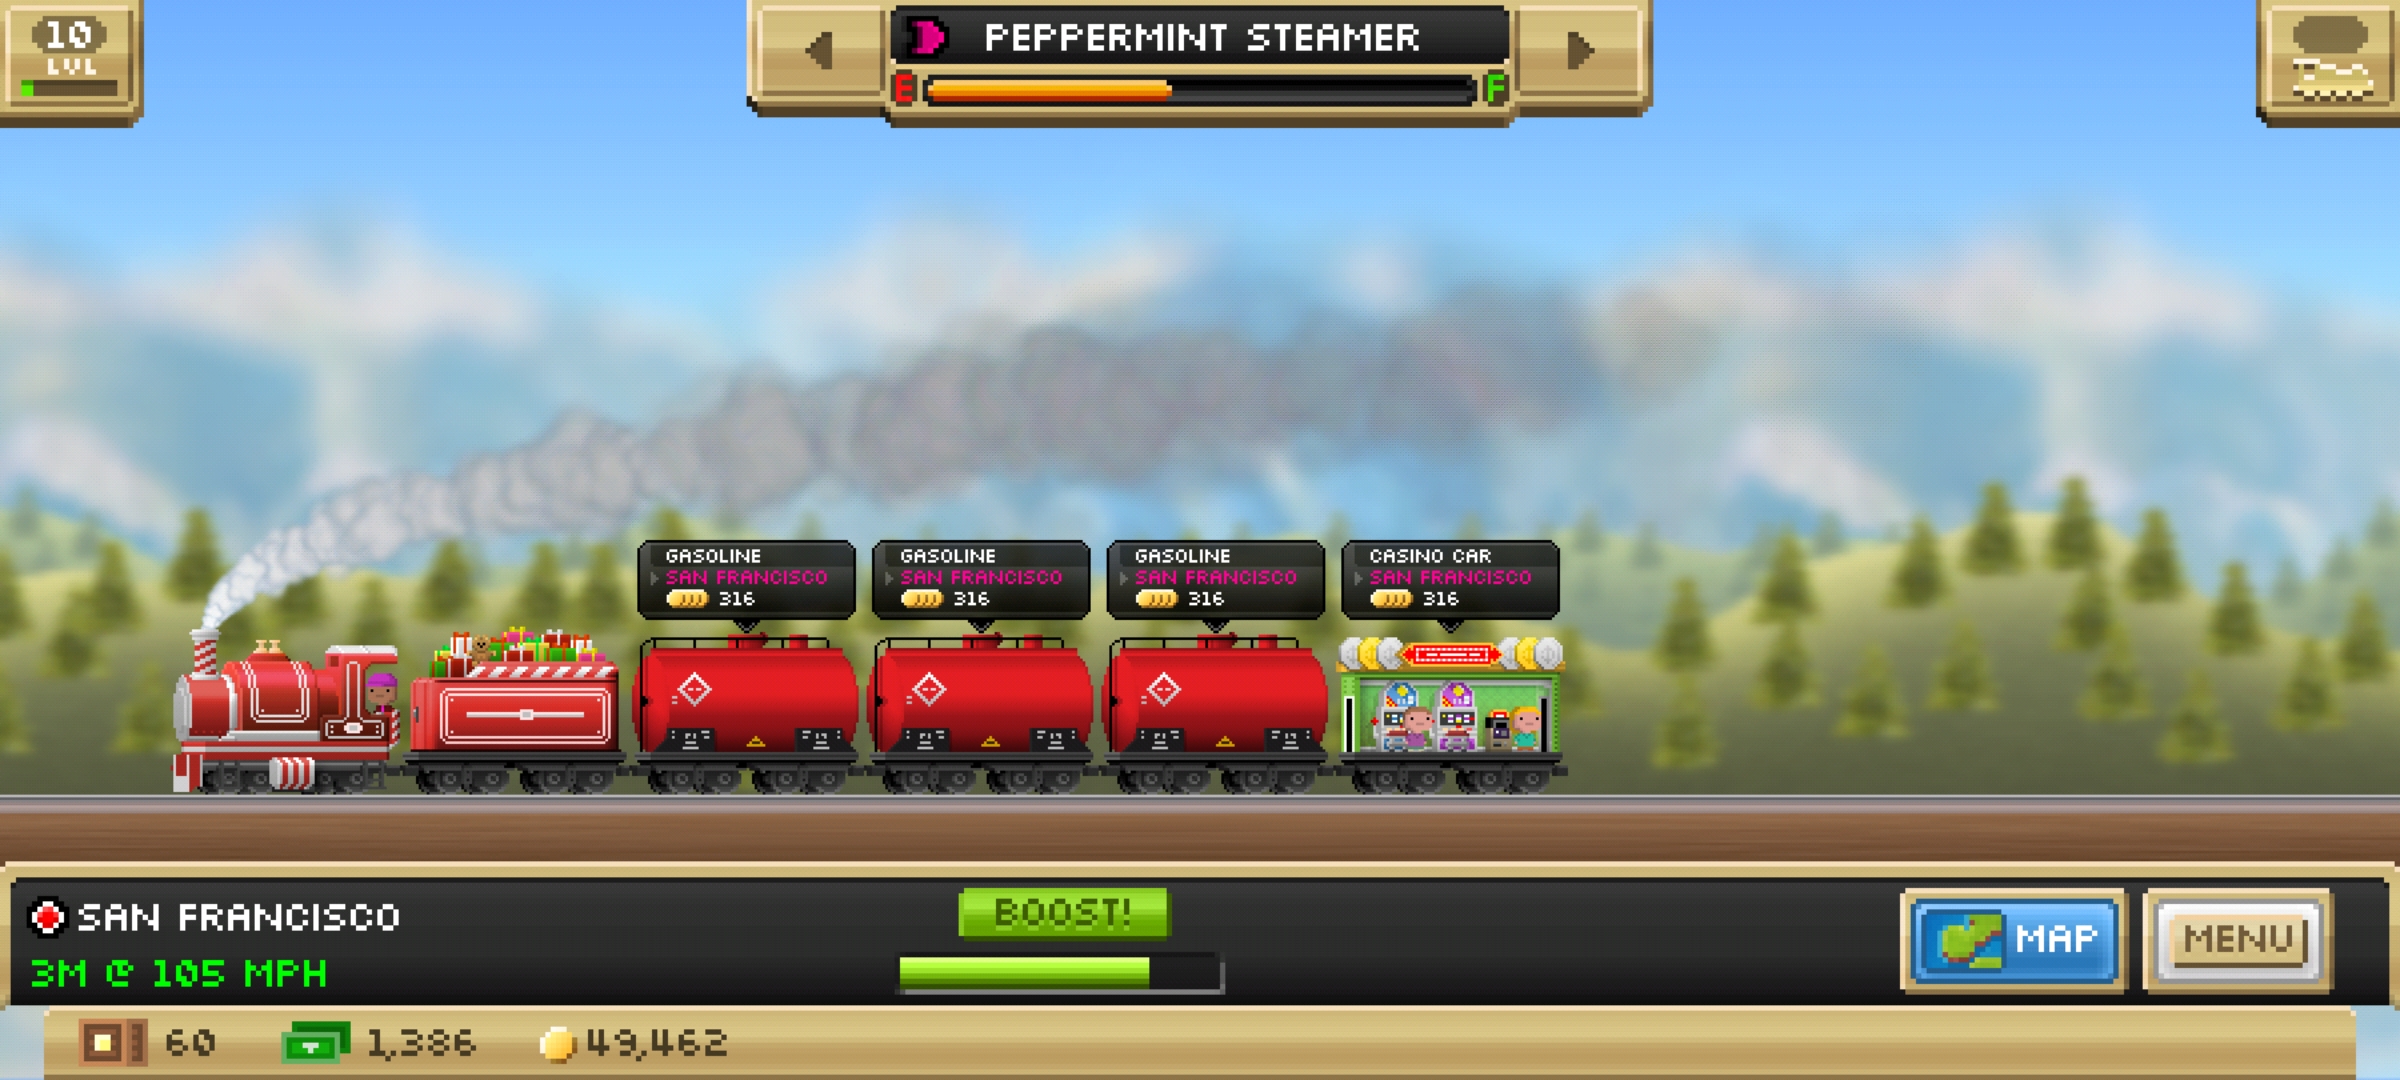 10
LVL
PEPPERMINT STEAMER
E
F
GASOLINE
SAN FRANCISCO
316
GASOLINE
SAN FRANCISCO
316
GASOLINE
SAN FRANCISCO
316
CASINO CAR
SAN FRANCISCO
316
SAN FRANCISCO
3M @ 105 MPH
BOOST!
MAP
MENU
60
1,386
49,462